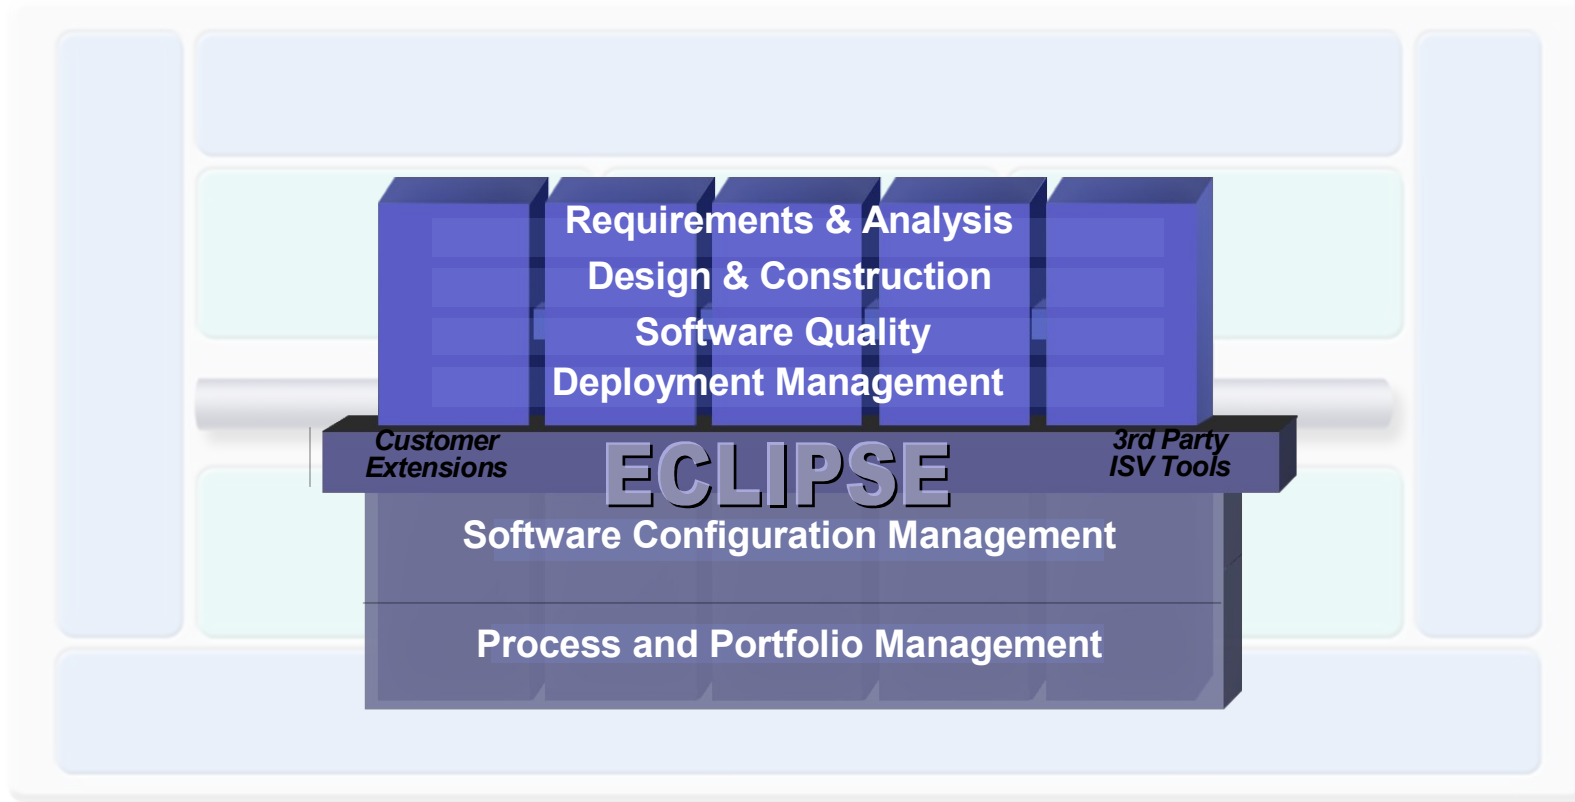 Requirements & Analysis
Design & Construction
Software Quality
Deployment Management
Customer
Extensions
ECLIPSE
3rd Party
ISV Tools
Software Configuration Management
Process and Portfolio Management